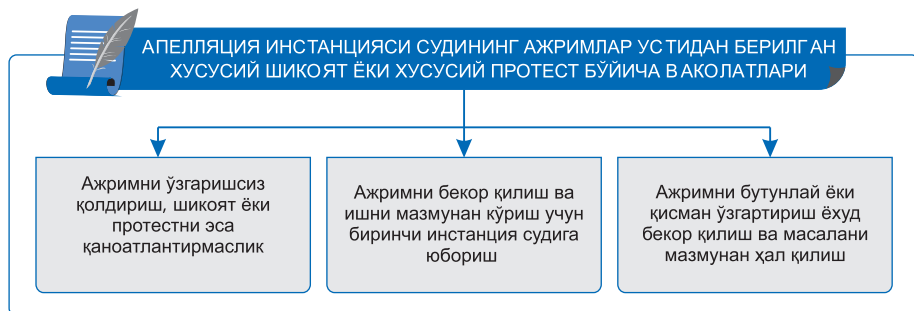 АПЕЛЛЯЦИЯ ИНСТАНЦИЯСИ СУДИНИНГ АЖРИМЛАР УСТИДАН БЕРИЛГАН
ХУСУСИЙ ШИКОЯТ ЁКИ ХУСУСИЙ ПРОТЕСТ БЎЙИЧА ВАКОЛАТЛАРИ
Ажримни ўзгаришсиз
қолдириш, шикоят ёки
протестни эса
қаноатлантирмаслик
Ажримни бекор қилиш ва
ишни мазмунан кўриш учун
биринчи инстанция судига
юбориш
Ажримни бутунлай ёки
қисман ўзгартириш ёхуд
бекор қилиш ва масалани
мазмунан ҳал қилиш